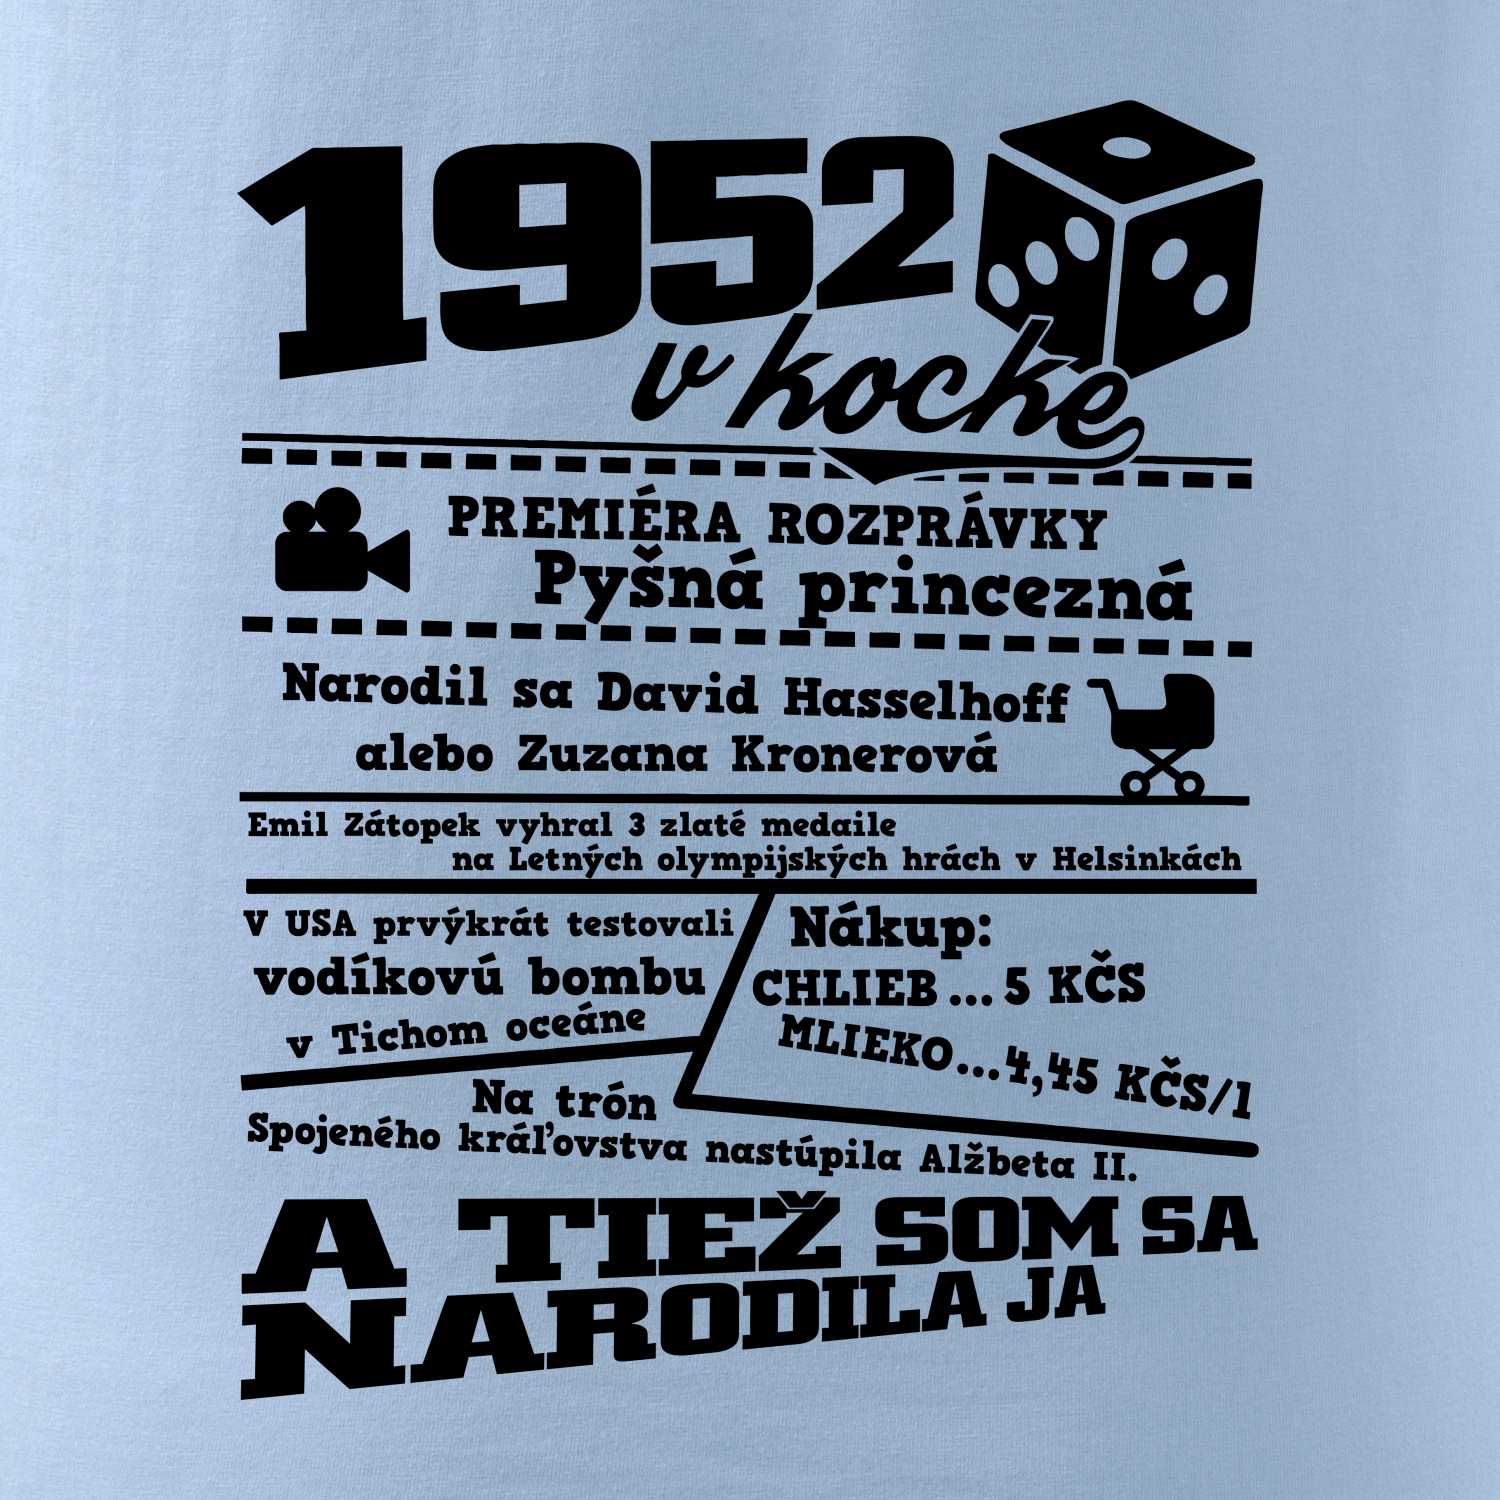 1952
v kocke
PREMIÉRA ROZPRÁVKY
Pyšná princezná
Narodil sa David Hasselhoff
alebo Zuzana Kronerová
Emil Zátopek vyhral 3 zlaté medaile
na Letných olympijských hrách v Helsinkách
V USA prvýkrát testovali
vodíkovú bombu
v Tichom oceáne
Nákup:
CHLIEB... 5 KČS
MLIEKO...4,45 KČS/l
Na trón
Spojeného kráľovstva nastúpila Alžbeta II.
A TIEŽ SOM SA
NARODILA JA